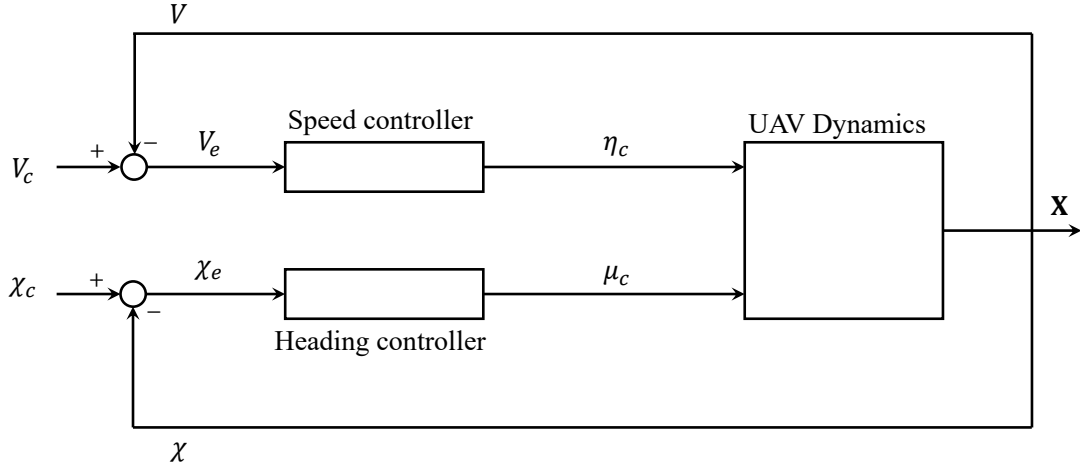 V
Speed controller
UAV Dynamics
V_c
+
−
V_e
η_c
X
χ_c
+
−
χ_e
μ_c
Heading controller
χ